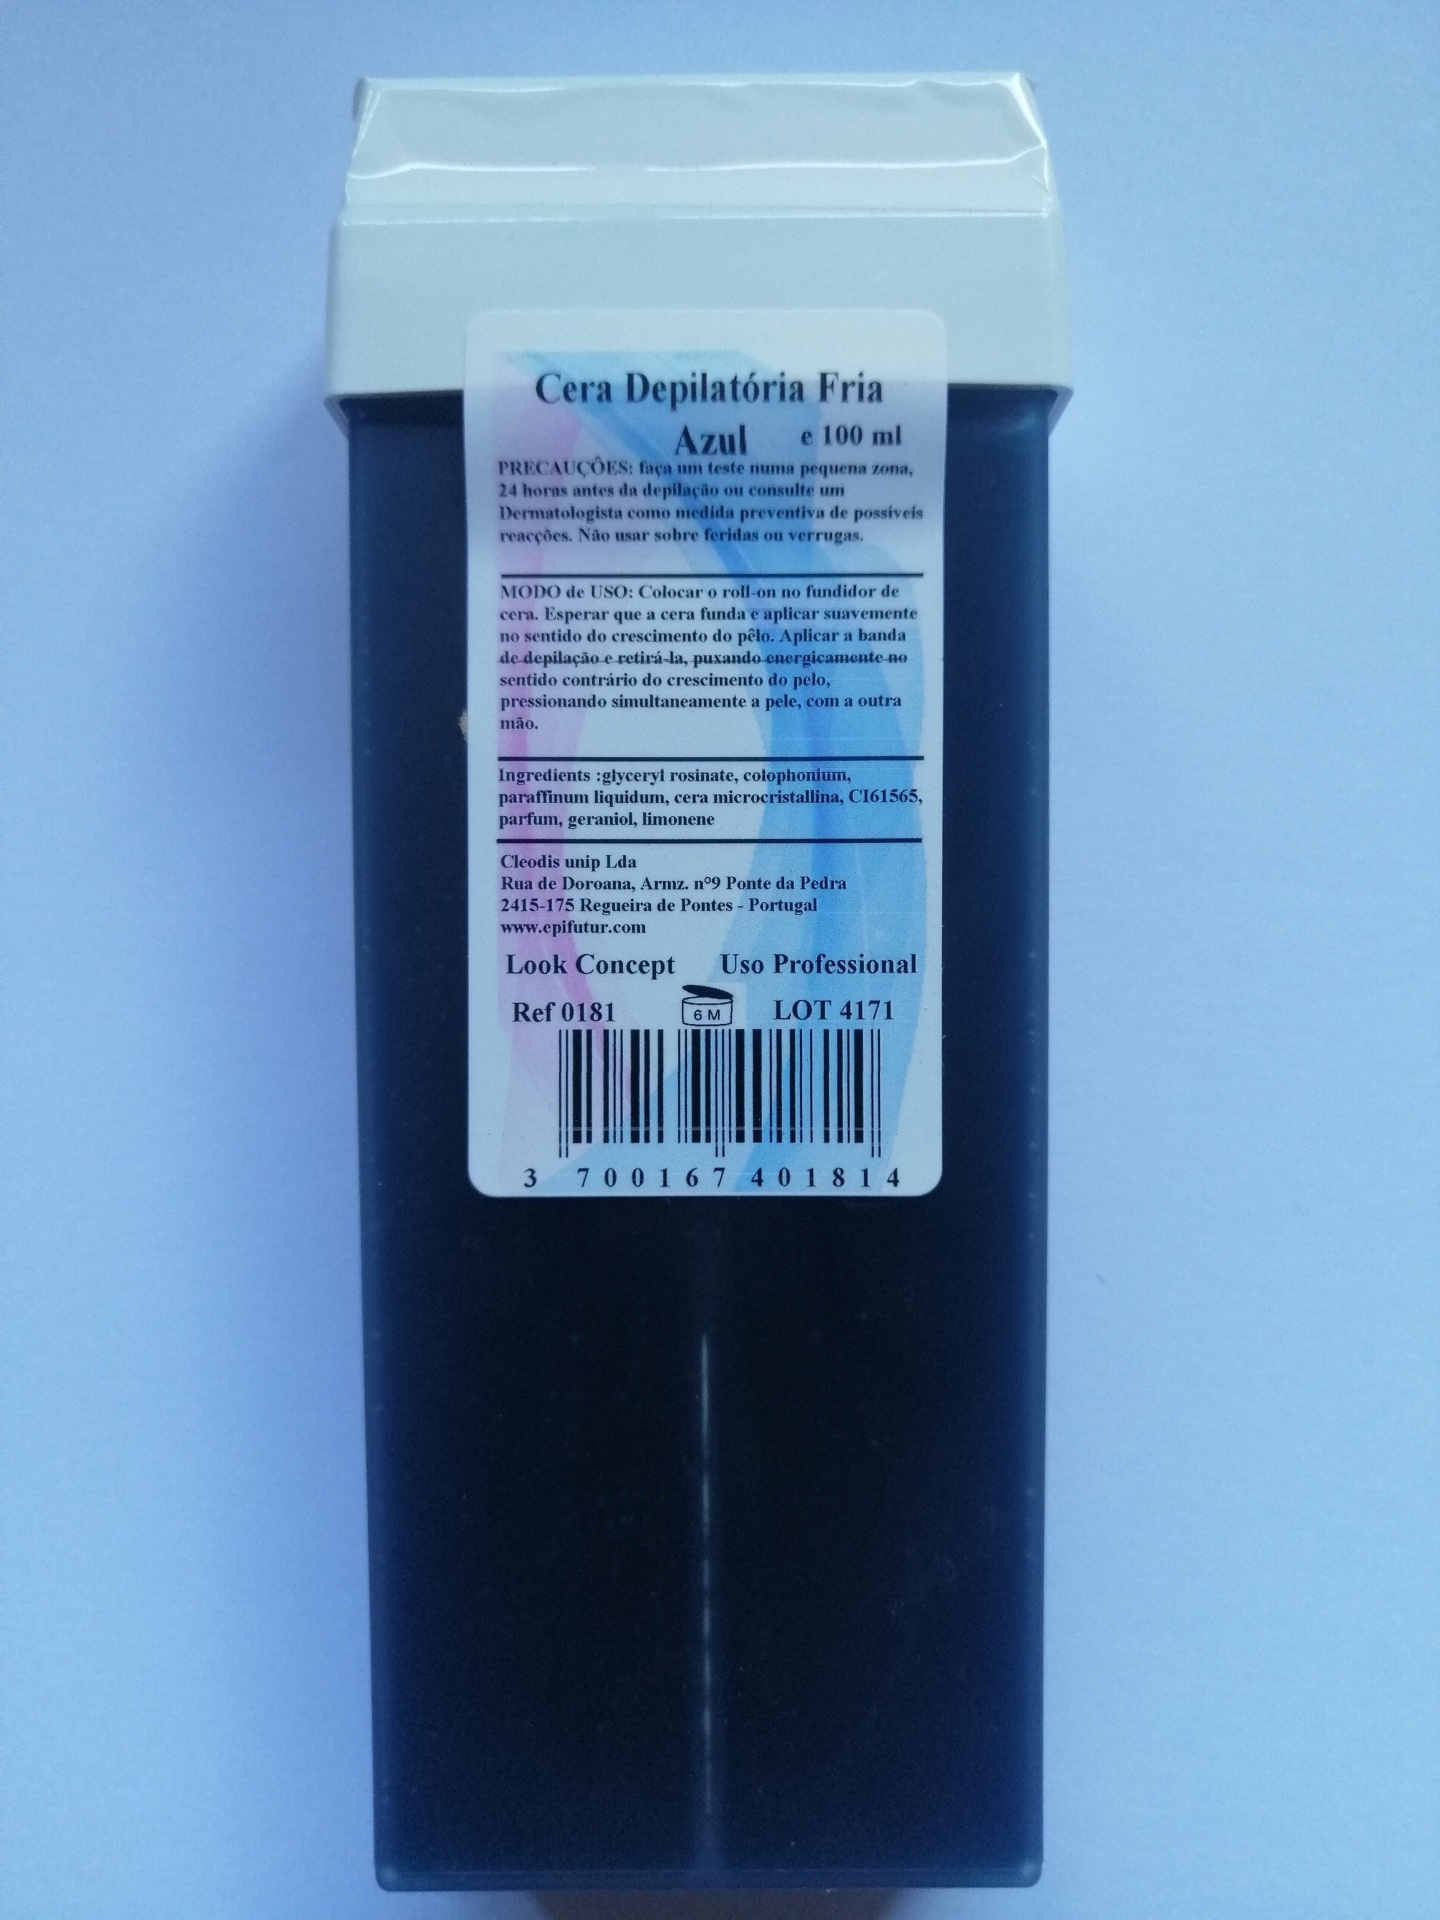 Cera Depilatória Fria
Azul e 100 ml
PRECAUÇÕES: faça um teste numa pequena zona,
24 horas antes da depilação ou consulte um
Dermatologista como medida preventiva de possíveis
reacções. Não usar sobre feridas ou verrugas.
MODO de USO: Colocar o roll-on no fundidor de
cera. Esperar que a cera funda e aplicar suavemente
no sentido do crescimento do pêlo. Aplicar a banda
de depilação e retirá-la, puxando energicamente no
sentido contrário do crescimento do pelo,
pressionando simultaneamente a pele, com a outra
mão.
Ingredients :glyceryl rosinate, colophonium,
paraffinum liquidum, cera microcristallina, CI61565,
parfum, geraniol, limonene
Cleodis unip Lda
Rua de Doroana, Armz. nº9 Ponte da Pedra
2415-175 Regueira de Pontes - Portugal
www.epifutur.com
Look Concept Uso Professional
Ref 0181 6 M LOT 4171
3 700167 401814